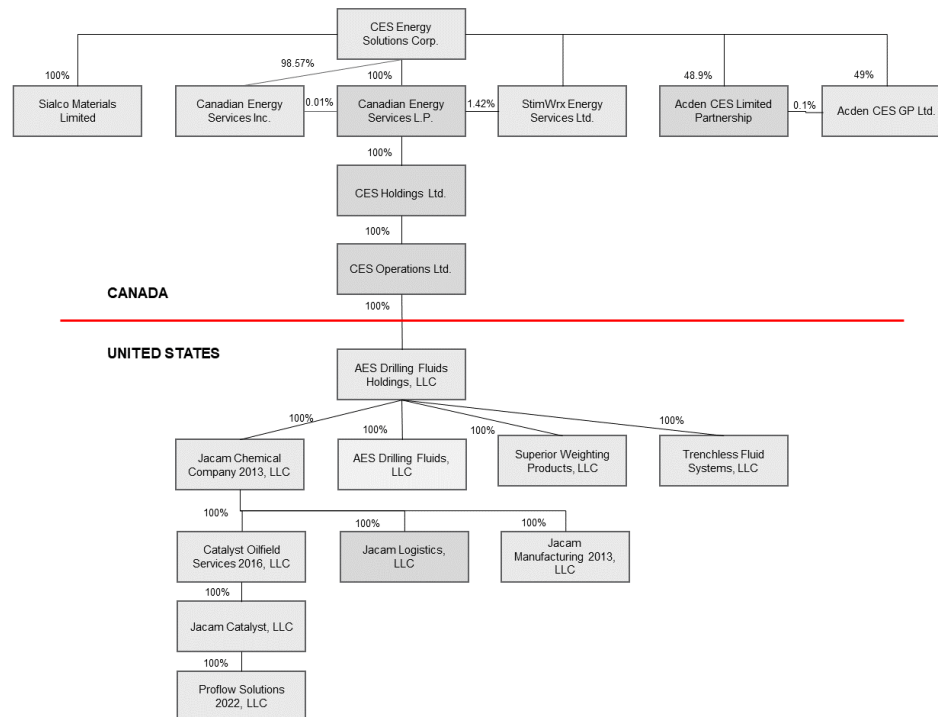 CES Energy
Solutions Corp.
98.57%
100%
100%
48.9%
49%
Sialco Materials
Limited
Canadian Energy
Services Inc.
0.01%
Canadian Energy
Services L.P.
1.42%
StimWrx Energy
Services Ltd.
Acden CES Limited
Partnership
0.1%
Acden CES GP Ltd.
100%
CES Holdings Ltd.
100%
CES Operations Ltd.
CANADA
100%
UNITED STATES
AES Drilling Fluids
Holdings, LLC
100%
100%
100%
100%
Jacam Chemical
Company 2013, LLC
AES Drilling Fluids,
LLC
Superior Weighting
Products, LLC
Trenchless Fluid
Systems, LLC
100%
100%
100%
Catalyst Oilfield
Services 2016, LLC
Jacam Logistics,
LLC
Jacam
Manufacturing 2013,
LLC
100%
Jacam Catalyst, LLC
100%
Proflow Solutions
2022, LLC